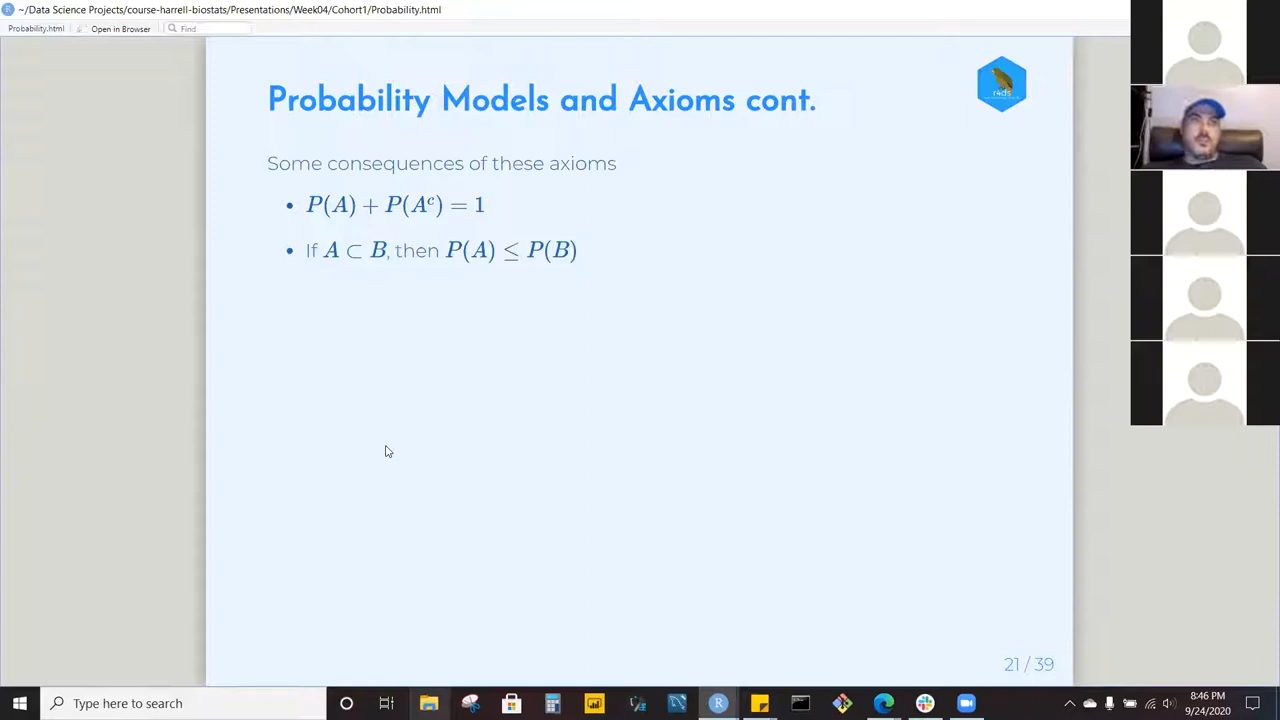 ~/Data Science Projects/course-harrell-biostats/Presentations/Week04/Cohort1/Probability.html
Probability.html
Open in Browser
Find
Probability Models and Axioms cont.
r4ds
Some consequences of these axioms
• P(A) + P(Aᶜ) = 1
• If A ⊂ B, then P(A) ≤ P(B)
21 / 39
Type here to search
8:46 PM
9/24/2020